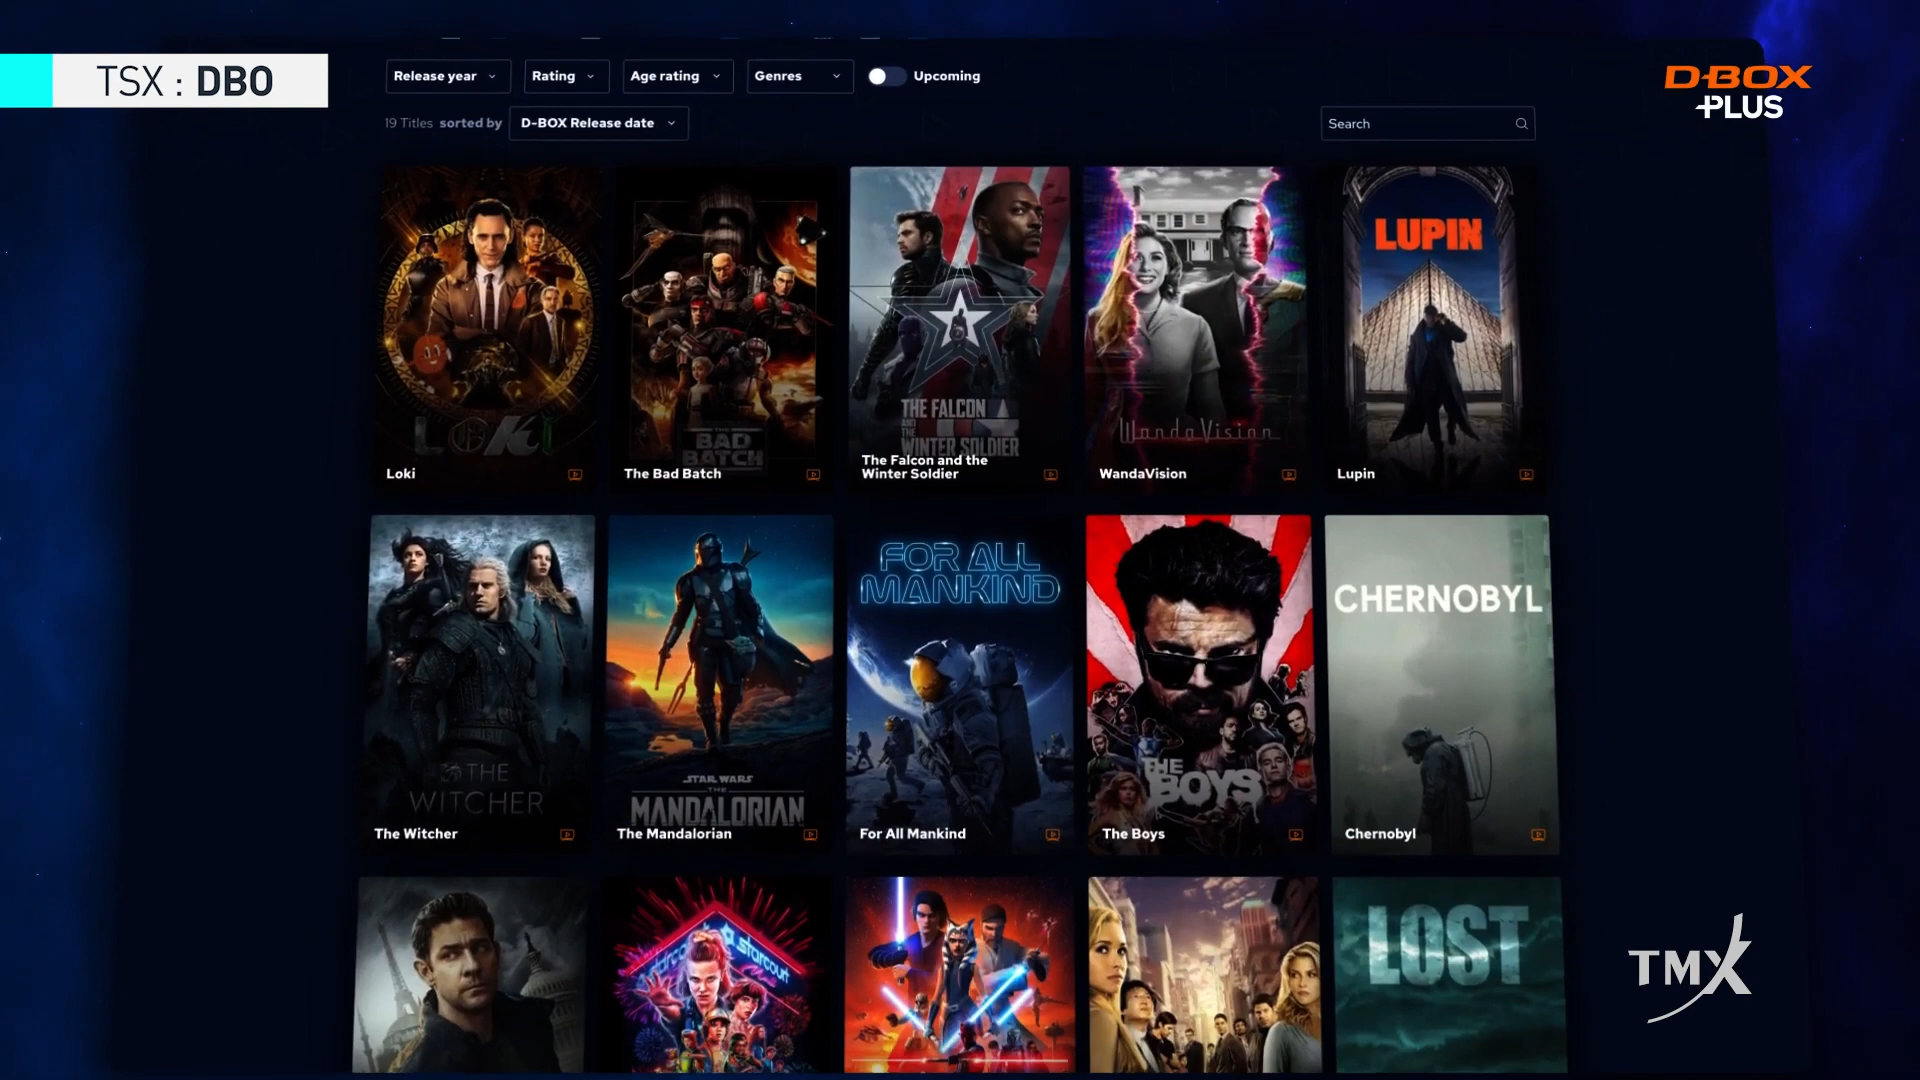 TSX : DBO
Release year
Rating
Age rating
Genres
Upcoming
D-BOX
+PLUS
19 Titles sorted by
D-BOX Release date
Search
LOKI
Loki
THE
BAD
BATCH
The Bad Batch
THE FALCON
AND THE
WINTER SOLDIER
The Falcon and the
Winter Soldier
WandaVision
WandaVision
LUPIN
Lupin
THE
WITCHER
The Witcher
STAR WARS
THE
MANDALORIAN
The Mandalorian
FOR ALL
MANKIND
For All Mankind
THE
BOYS
The Boys
CHERNOBYL
Chernobyl
starcourt
LOST
TMX